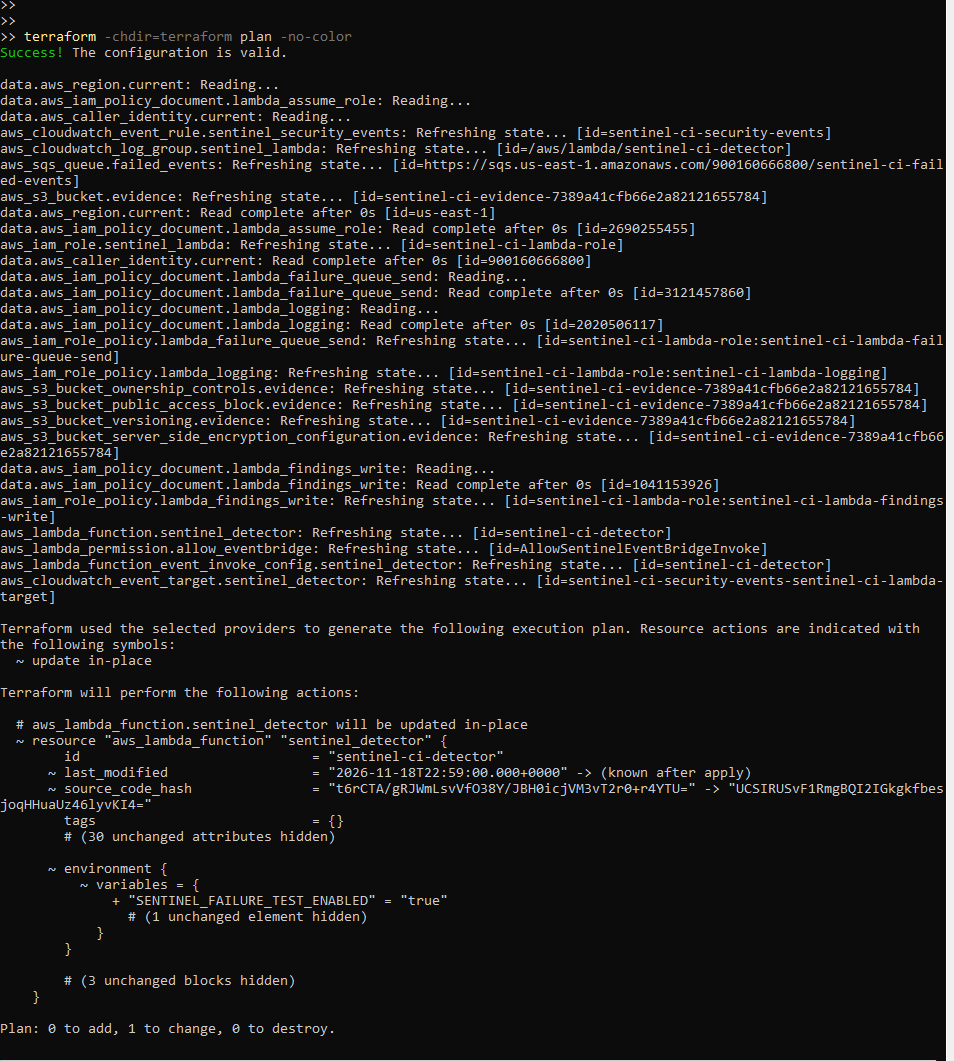 >>
>>
>> terraform -chdir=terraform plan -no-color
Success! The configuration is valid.
data.aws_region.current: Reading...
data.aws_iam_policy_document.lambda_assume_role: Reading...
data.aws_caller_identity.current: Reading...
aws_cloudwatch_event_rule.sentinel_security_events: Refreshing state... [id=sentinel-ci-security-events]
aws_cloudwatch_log_group.sentinel_lambda: Refreshing state... [id=/aws/lambda/sentinel-ci-detector]
aws_sqs_queue.failed_events: Refreshing state... [id=https://sqs.us-east-1.amazonaws.com/900160666800/sentinel-ci-fail
ed-events]
aws_s3_bucket.evidence: Refreshing state... [id=sentinel-ci-evidence-7389a41cfb66e2a82121655784]
data.aws_region.current: Read complete after 0s [id=us-east-1]
data.aws_iam_policy_document.lambda_assume_role: Read complete after 0s [id=2690255455]
aws_iam_role.sentinel_lambda: Refreshing state... [id=sentinel-ci-lambda-role]
data.aws_caller_identity.current: Read complete after 0s [id=900160666800]
data.aws_iam_policy_document.lambda_failure_queue_send: Reading...
data.aws_iam_policy_document.lambda_failure_queue_send: Read complete after 0s [id=3121457860]
data.aws_iam_policy_document.lambda_logging: Reading...
data.aws_iam_policy_document.lambda_logging: Read complete after 0s [id=2020506117]
aws_iam_role_policy.lambda_failure_queue_send: Refreshing state... [id=sentinel-ci-lambda-role:sentinel-ci-lambda-fail
ure-queue-send]
aws_iam_role_policy.lambda_logging: Refreshing state... [id=sentinel-ci-lambda-role:sentinel-ci-lambda-logging]
aws_s3_bucket_ownership_controls.evidence: Refreshing state... [id=sentinel-ci-evidence-7389a41cfb66e2a82121655784]
aws_s3_bucket_public_access_block.evidence: Refreshing state... [id=sentinel-ci-evidence-7389a41cfb66e2a82121655784]
aws_s3_bucket_versioning.evidence: Refreshing state... [id=sentinel-ci-evidence-7389a41cfb66e2a82121655784]
aws_s3_bucket_server_side_encryption_configuration.evidence: Refreshing state... [id=sentinel-ci-evidence-7389a41cfb66
e2a82121655784]
data.aws_iam_policy_document.lambda_findings_write: Reading...
data.aws_iam_policy_document.lambda_findings_write: Read complete after 0s [id=1041153926]
aws_iam_role_policy.lambda_findings_write: Refreshing state... [id=sentinel-ci-lambda-role:sentinel-ci-lambda-findings
-write]
aws_lambda_function.sentinel_detector: Refreshing state... [id=sentinel-ci-detector]
aws_lambda_permission.allow_eventbridge: Refreshing state... [id=AllowSentinelEventBridgeInvoke]
aws_lambda_function_event_invoke_config.sentinel_detector: Refreshing state... [id=sentinel-ci-detector]
aws_cloudwatch_event_target.sentinel_detector: Refreshing state... [id=sentinel-ci-security-events-sentinel-ci-lambda-
target]
Terraform used the selected providers to generate the following execution plan. Resource actions are indicated with
the following symbols:
  ~ update in-place
Terraform will perform the following actions:
  # aws_lambda_function.sentinel_detector will be updated in-place
  ~ resource "aws_lambda_function" "sentinel_detector" {
        id                             = "sentinel-ci-detector"
      ~ last_modified                  = "2026-11-18T22:59:00.000+0000" -> (known after apply)
      ~ source_code_hash               = "t6rCTA/gRJWmLsvVfO38Y/JBH0icjVM3vT2r0+r4YTU=" -> "UCSIRUSvF1RmgBQI2IGkgkfbes
joqHHuaUz46lyvKI4="
        tags                           = {}
        # (30 unchanged attributes hidden)
      ~ environment {
          ~ variables = {
              + "SENTINEL_FAILURE_TEST_ENABLED" = "true"
                # (1 unchanged element hidden)
            }
        }
        # (3 unchanged blocks hidden)
    }
Plan: 0 to add, 1 to change, 0 to destroy.